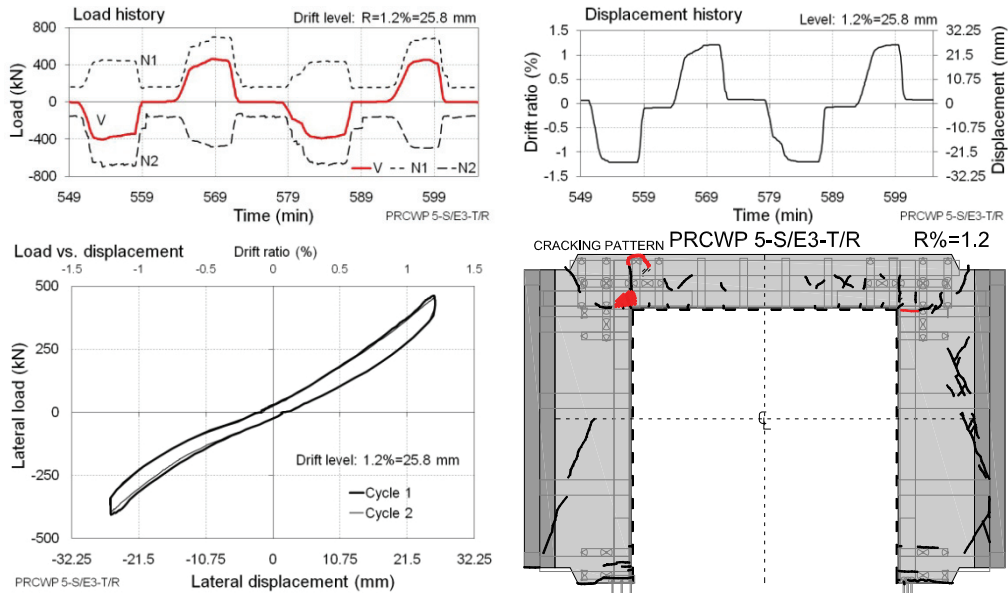 Load history
Drift level: R=1.2%=25.8 mm
Load (kN)
800
400
0
-400
-800
N1
V
N2
V N1 N2
549 559 569 579 589 599
Time (min)
PRCWP 5-S/E3-T/R
Displacement history
Level: 1.2%=25.8 mm
Drift ratio (%)
1.5
1
0.5
0
-0.5
-1
-1.5
32.25
21.5
10.75
0
-10.75
-21.5
-32.25
Displacement (mm)
549 559 569 579 589 599
Time (min)
PRCWP 5-S/E3-T/R
Load vs. displacement
Drift ratio (%)
-1.5 -1 -0.5 0 0.5 1 1.5
Lateral load (kN)
500
250
0
-250
-500
Drift level: 1.2%=25.8 mm
Cycle 1
Cycle 2
-32.25 -21.5 -10.75 0 10.75 21.5 32.25
PRCWP 5-S/E3-T/R
Lateral displacement (mm)
CRACKING PATTERN PRCWP 5-S/E3-T/R R%=1.2
℄